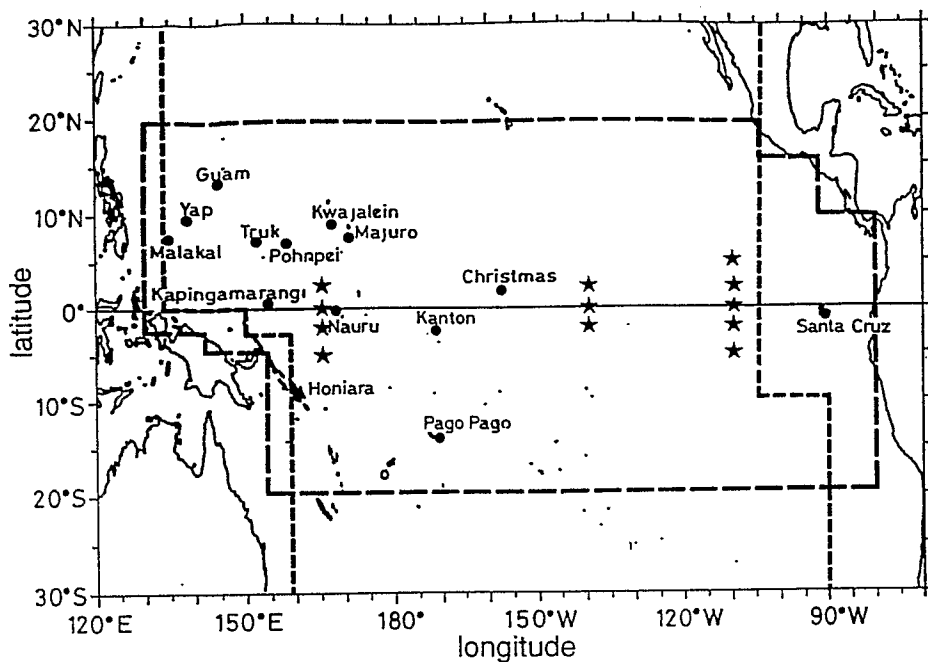 30°N
20°N
10°N
0°
10°S
20°S
30°S
latitude
Guam
Yap
Malakal
Truk
Pohnpei
Kwajalein
Majuro
Kapingamarangi
Nauru
Christmas
Kanton
Santa Cruz
Honiara
Pago Pago
120°E
150°E
180°
150°W
120°W
90°W
longitude